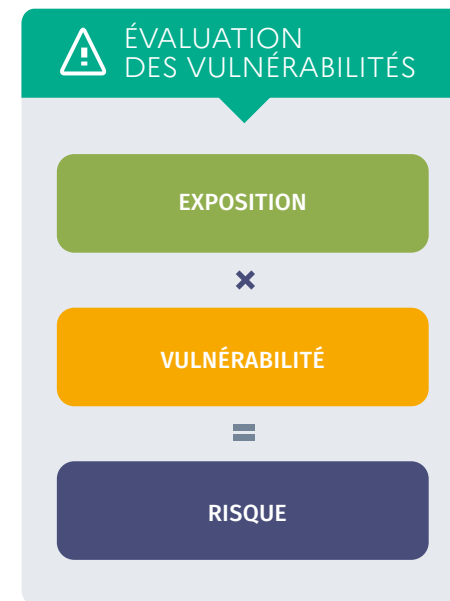 ÉVALUATION
DES VULNÉRABILITÉS
EXPOSITION
×
VULNÉRABILITÉ
=
RISQUE